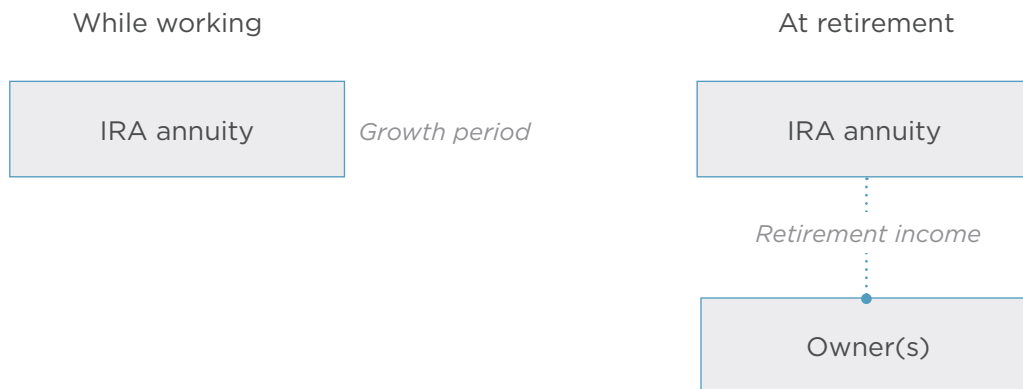 While working
At retirement
IRA annuity
Growth period
IRA annuity
Retirement income
Owner(s)